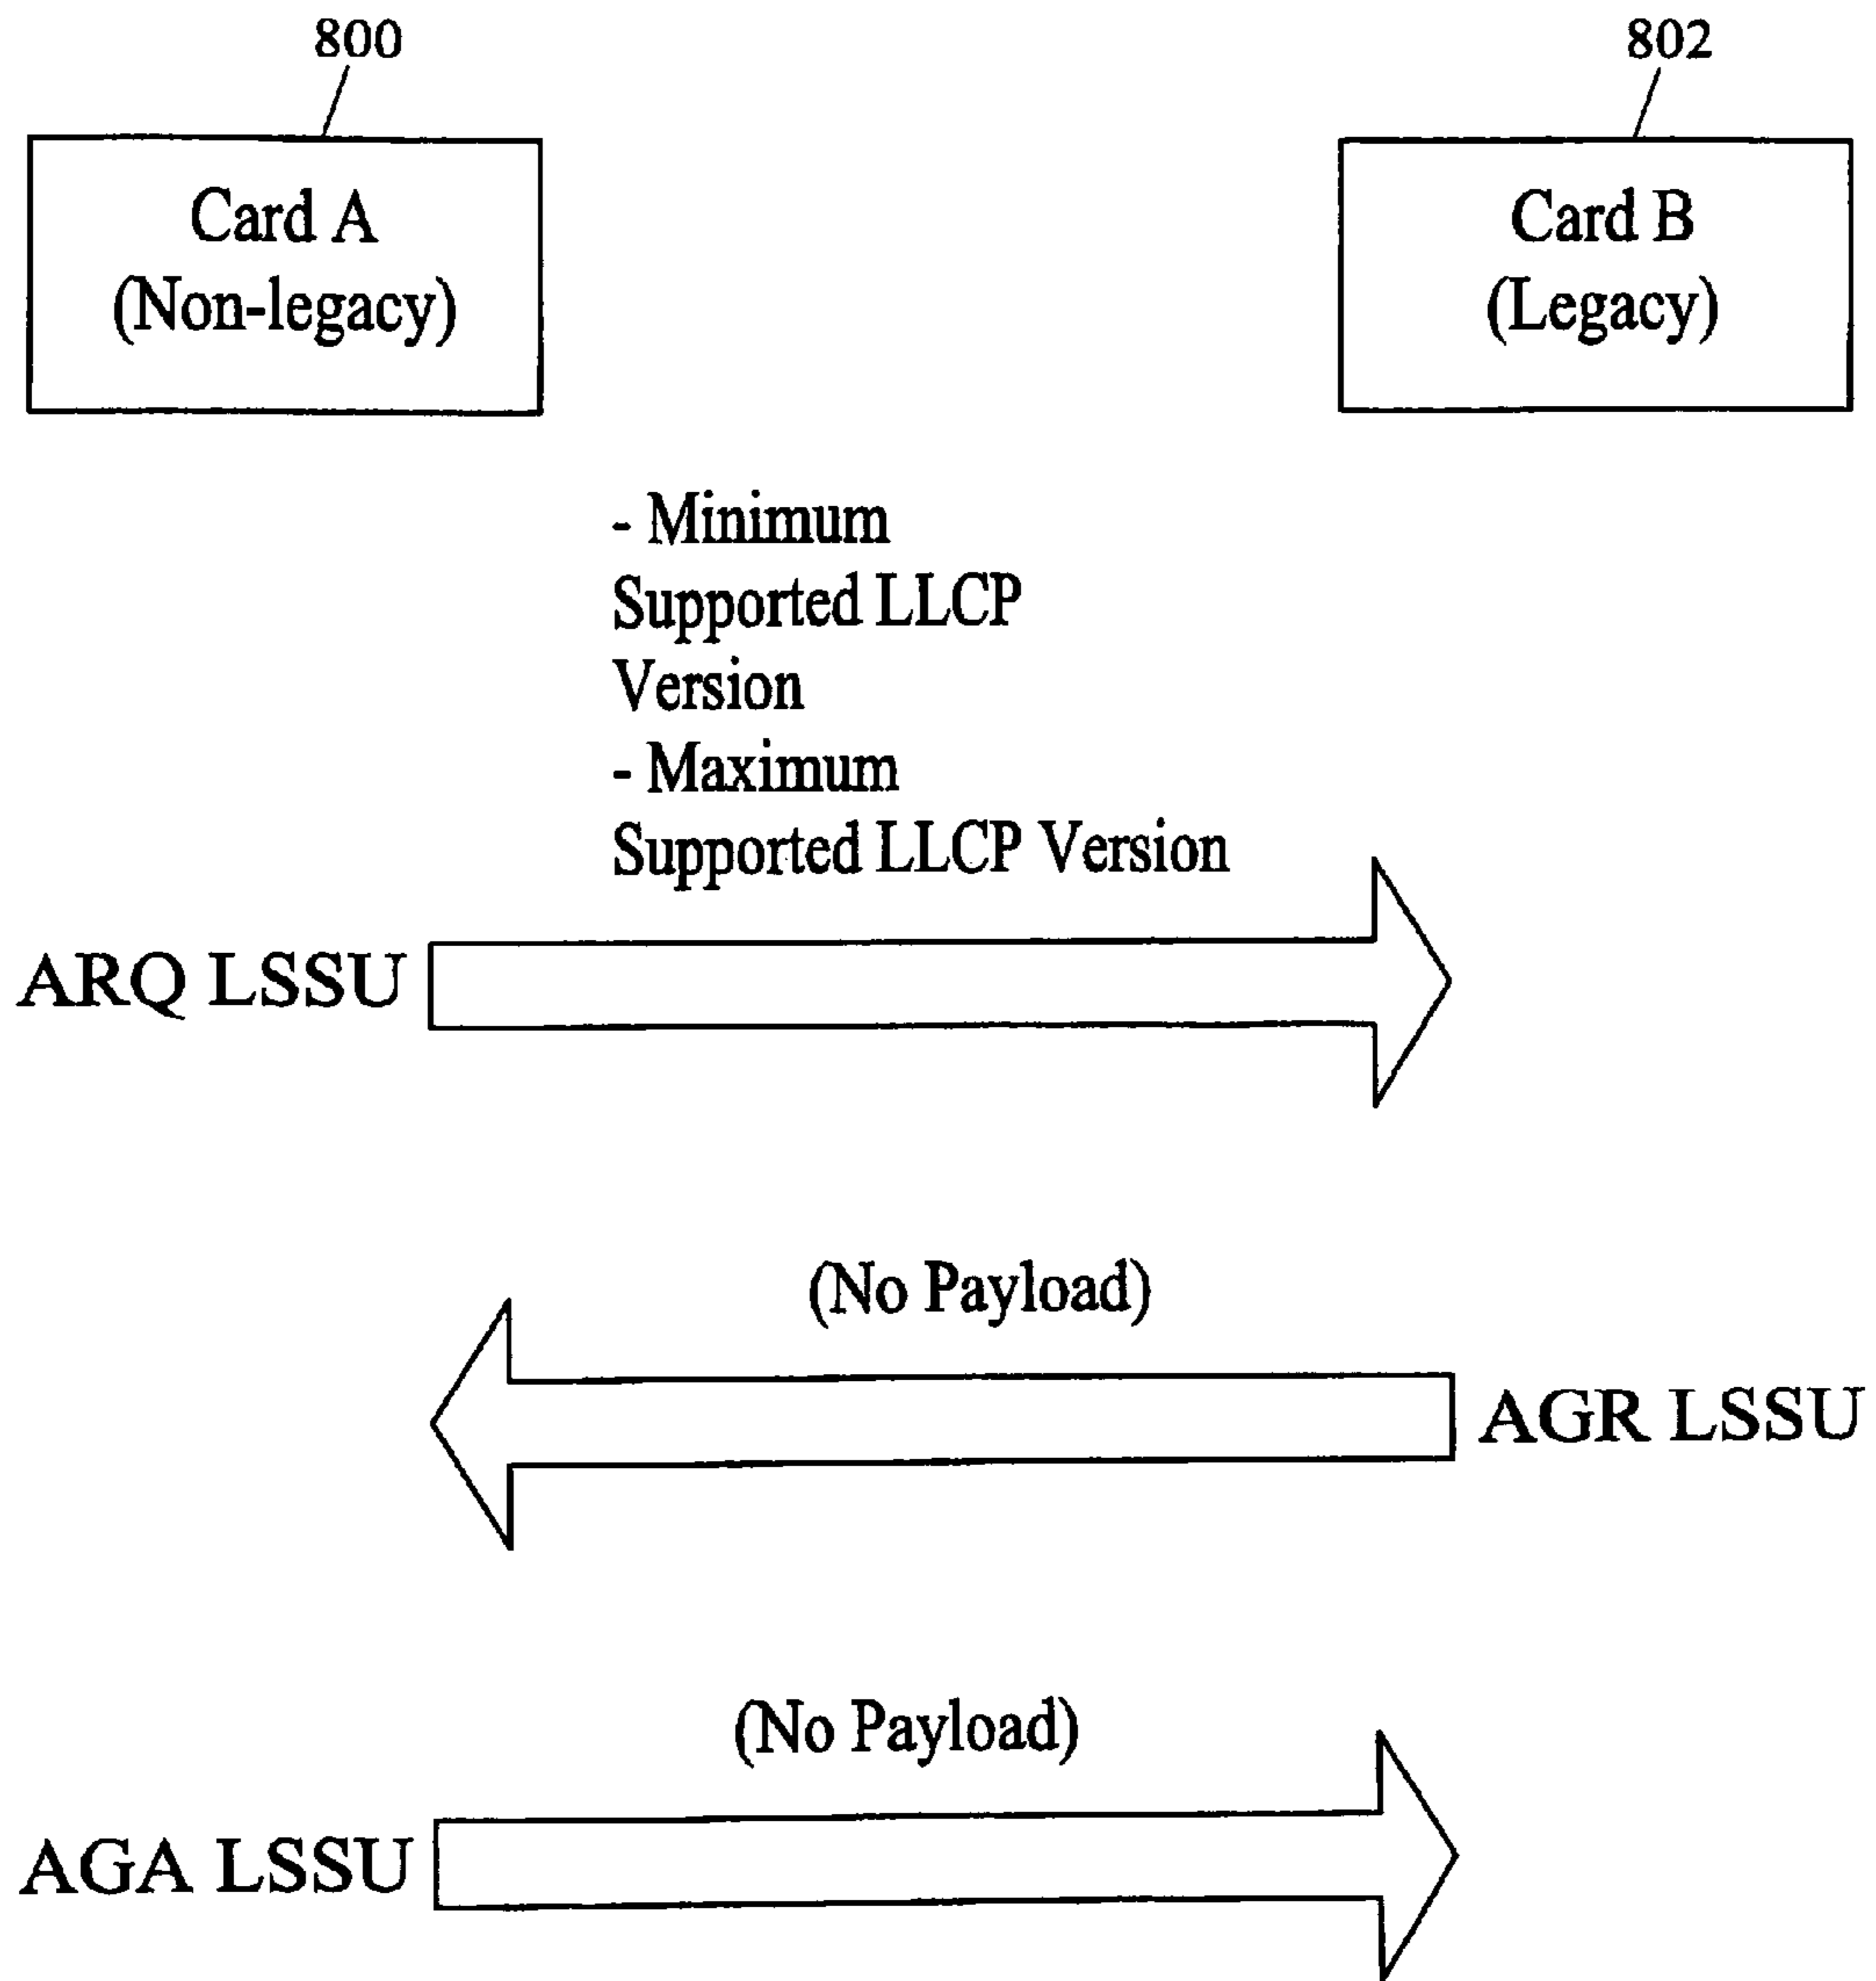 800
802
Card A
(Non-legacy)
Card B
(Legacy)
- Minimum
Supported LLCP
Version
- Maximum
Supported LLCP Version
ARQ LSSU
(No Payload)
AGR LSSU
(No Payload)
AGA LSSU